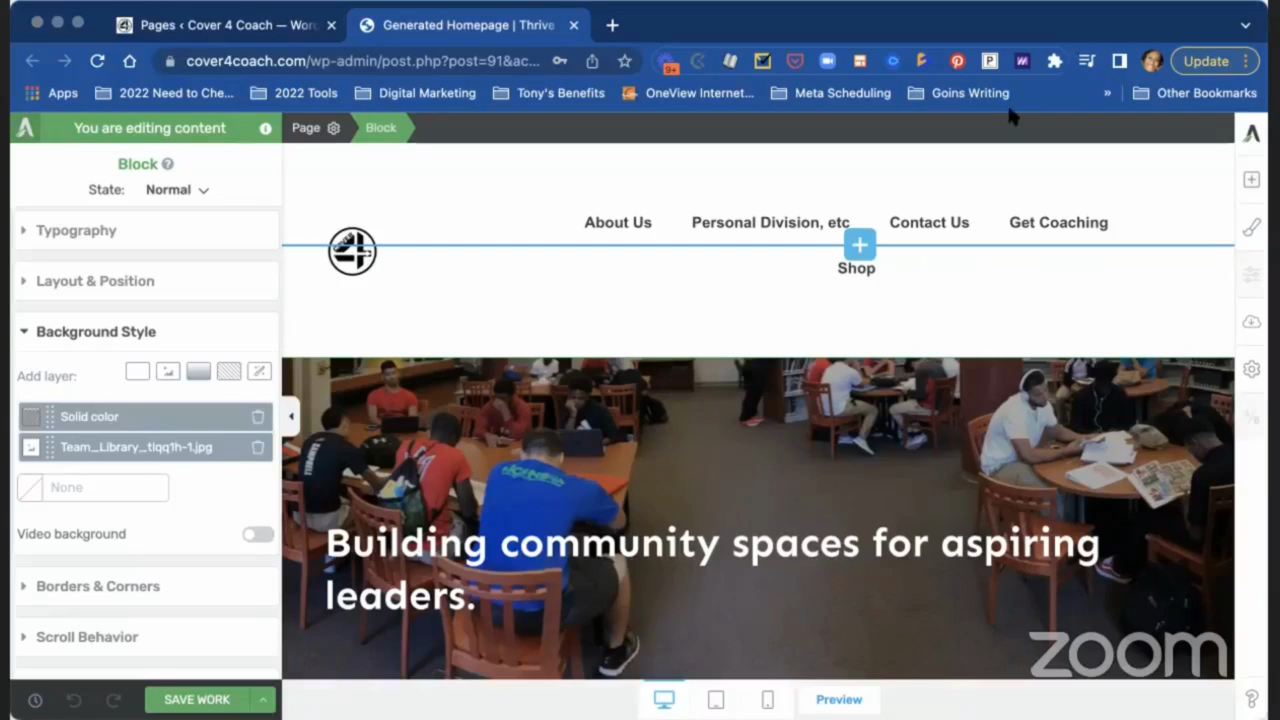 Pages ‹ Cover 4 Coach — Wor
Generated Homepage | Thrive
cover4coach.com/wp-admin/post.php?post=91&ac...
9+
P
Update
Apps
2022 Need to Che...
2022 Tools
Digital Marketing
Tony's Benefits
OneView Internet...
Meta Scheduling
Goins Writing
»
Other Bookmarks
You are editing content
Page
Block
Block
State: Normal
Typography
Layout & Position
Background Style
Add layer:
Solid color
Team_Library_tlqq1h-1.jpg
None
Video background
Borders & Corners
Scroll Behavior
SAVE WORK
4
About Us
Personal Division, etc
Contact Us
Get Coaching
Shop
Building community spaces for aspiring
leaders.
zoom
Preview